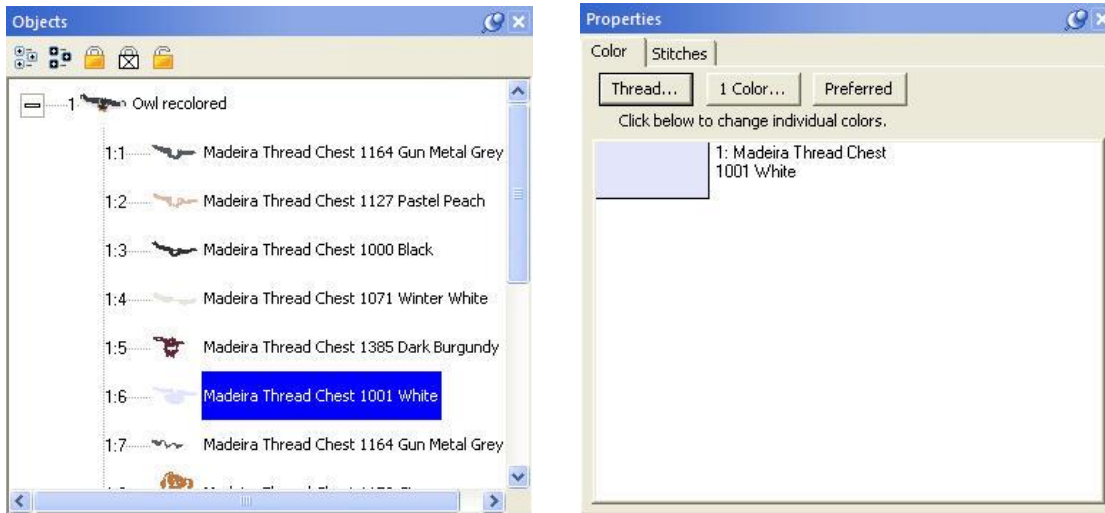 Objects
1 Owl recolored
1:1 Madeira Thread Chest 1164 Gun Metal Grey
1:2 Madeira Thread Chest 1127 Pastel Peach
1:3 Madeira Thread Chest 1000 Black
1:4 Madeira Thread Chest 1071 Winter White
1:5 Madeira Thread Chest 1385 Dark Burgundy
1:6 Madeira Thread Chest 1001 White
1:7 Madeira Thread Chest 1164 Gun Metal Grey
Properties
Color Stitches
Thread... 1 Color... Preferred
Click below to change individual colors.
1: Madeira Thread Chest
1001 White